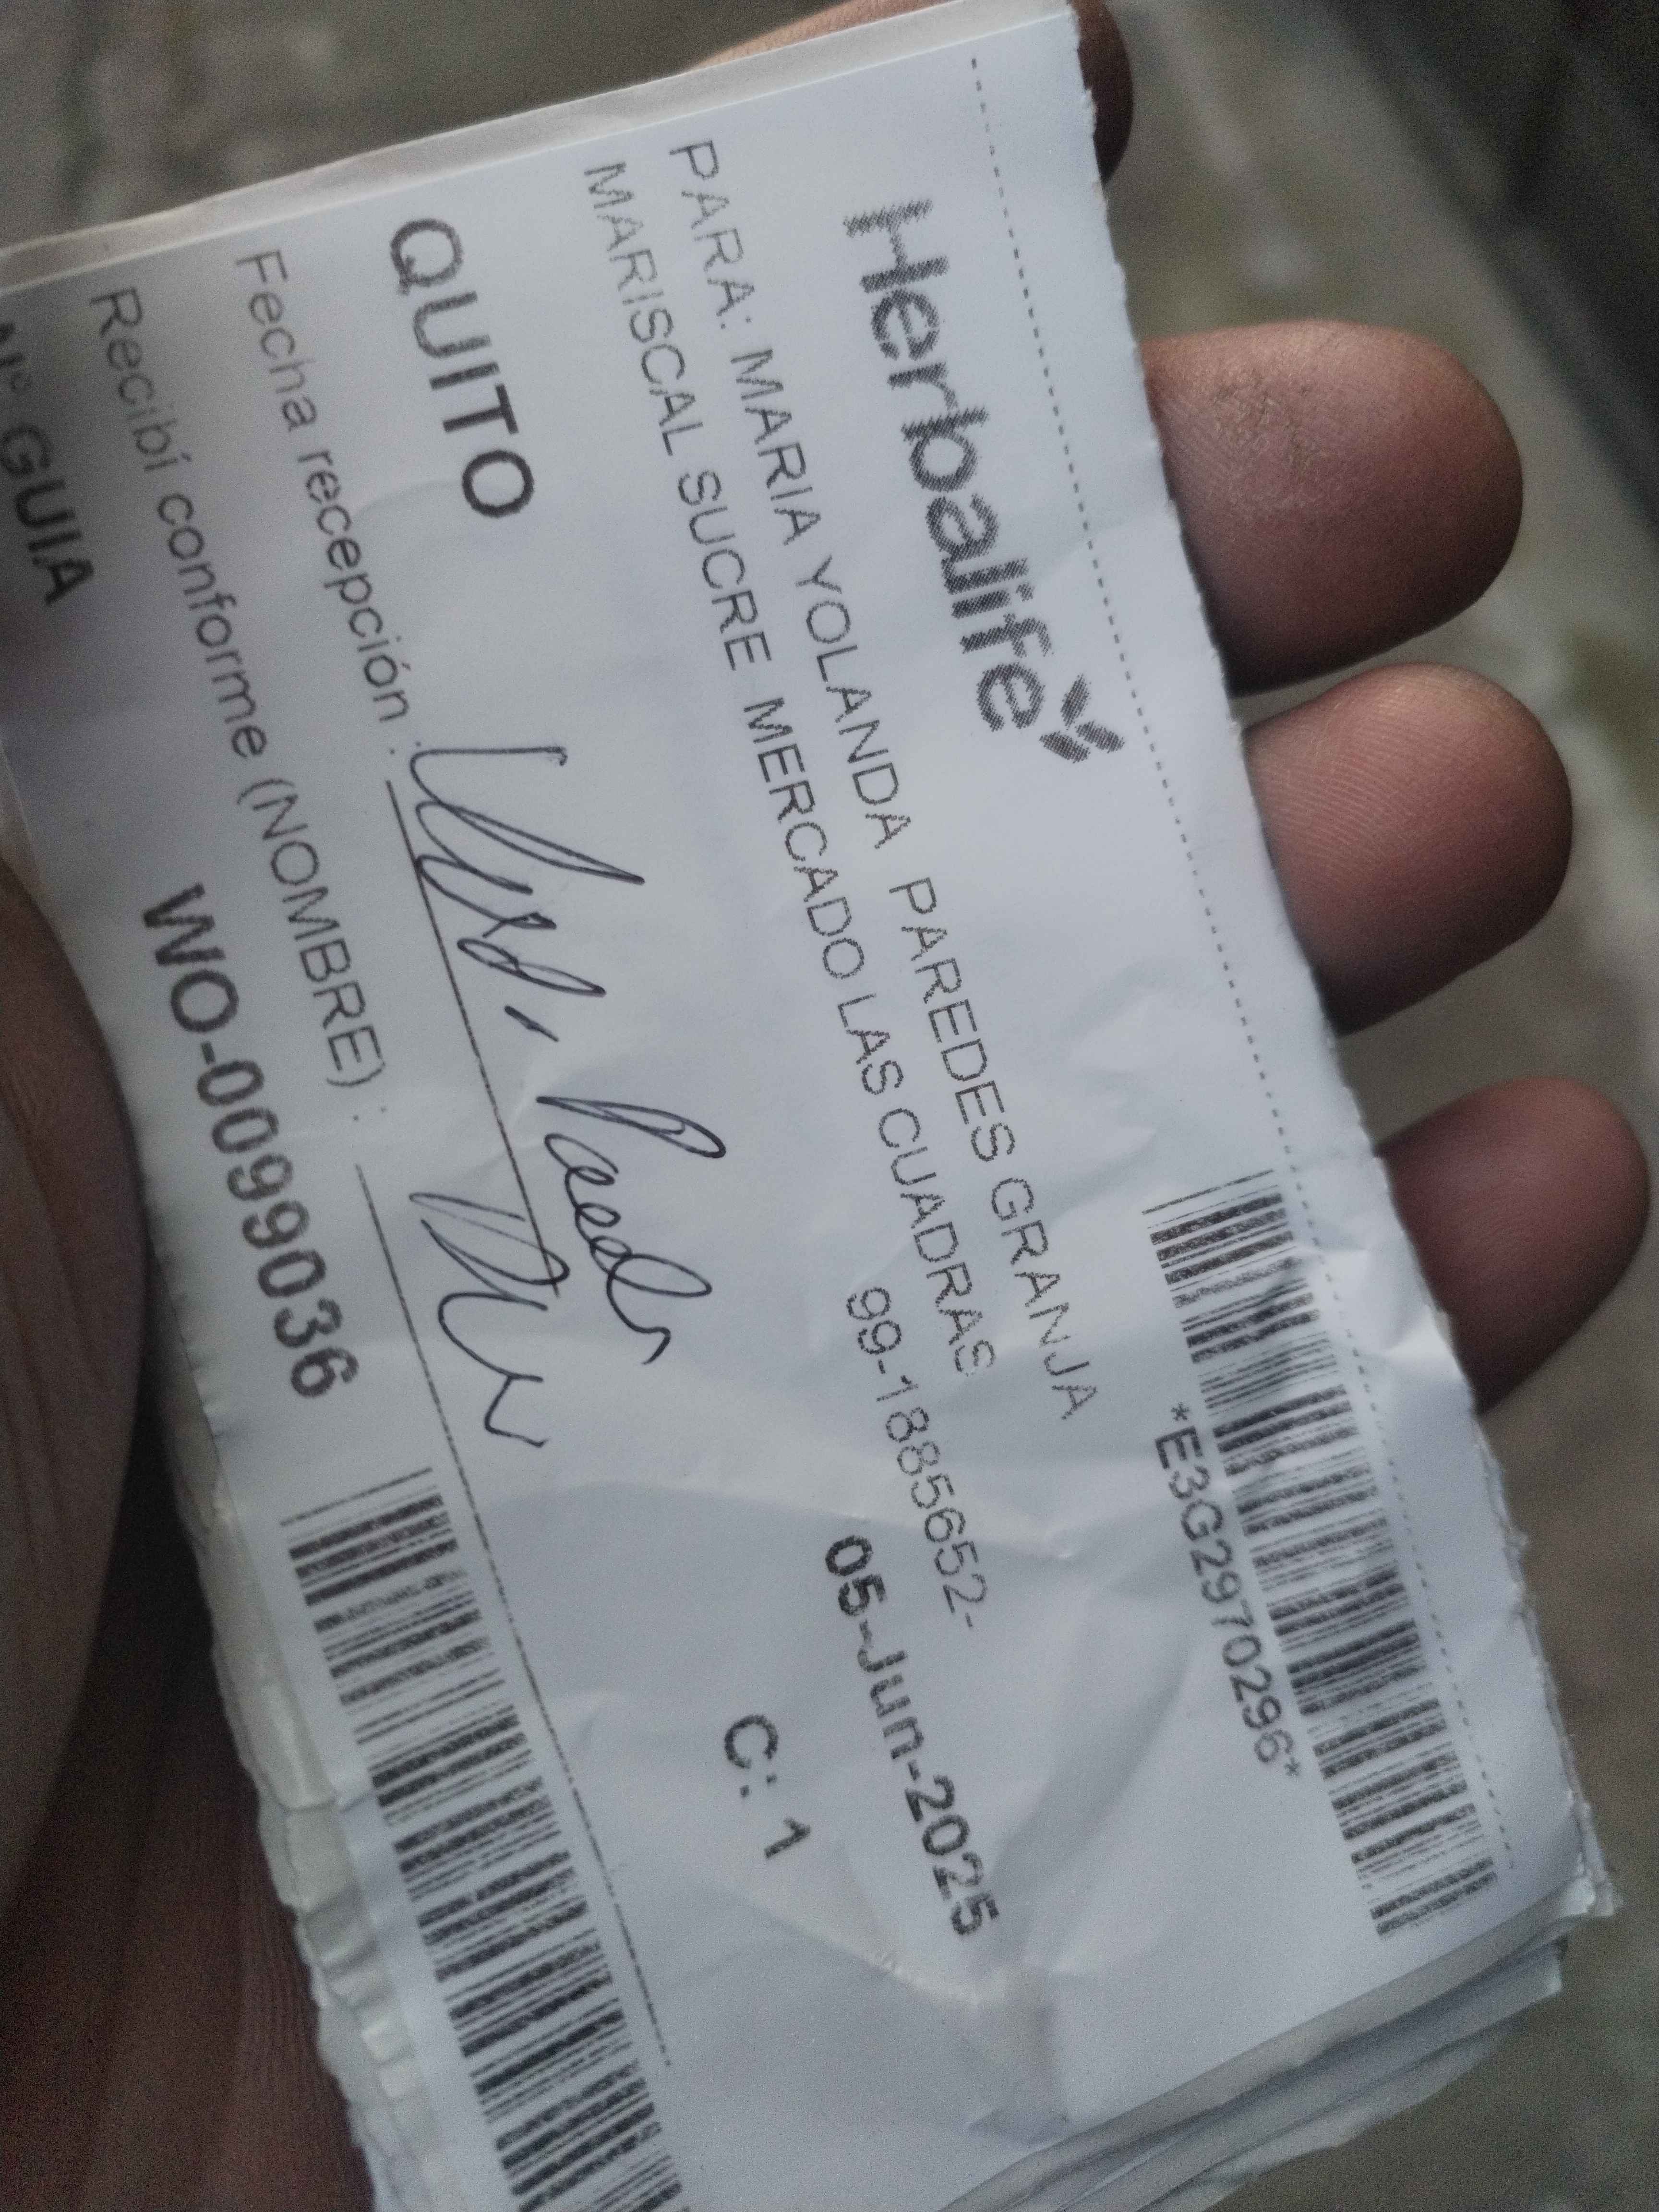 Herbalife
*E3G2970296*
PARA: MARIA YOLANDA PAREDES GRANJA
MARISCAL SUCRE MERCADO LAS CUADRAS
99-1885652-
05-Jun-2025
QUITO
C: 1
Fecha recepción :
Recibí conforme (NOMBRE) :
Nº GUIA
WO-0099036